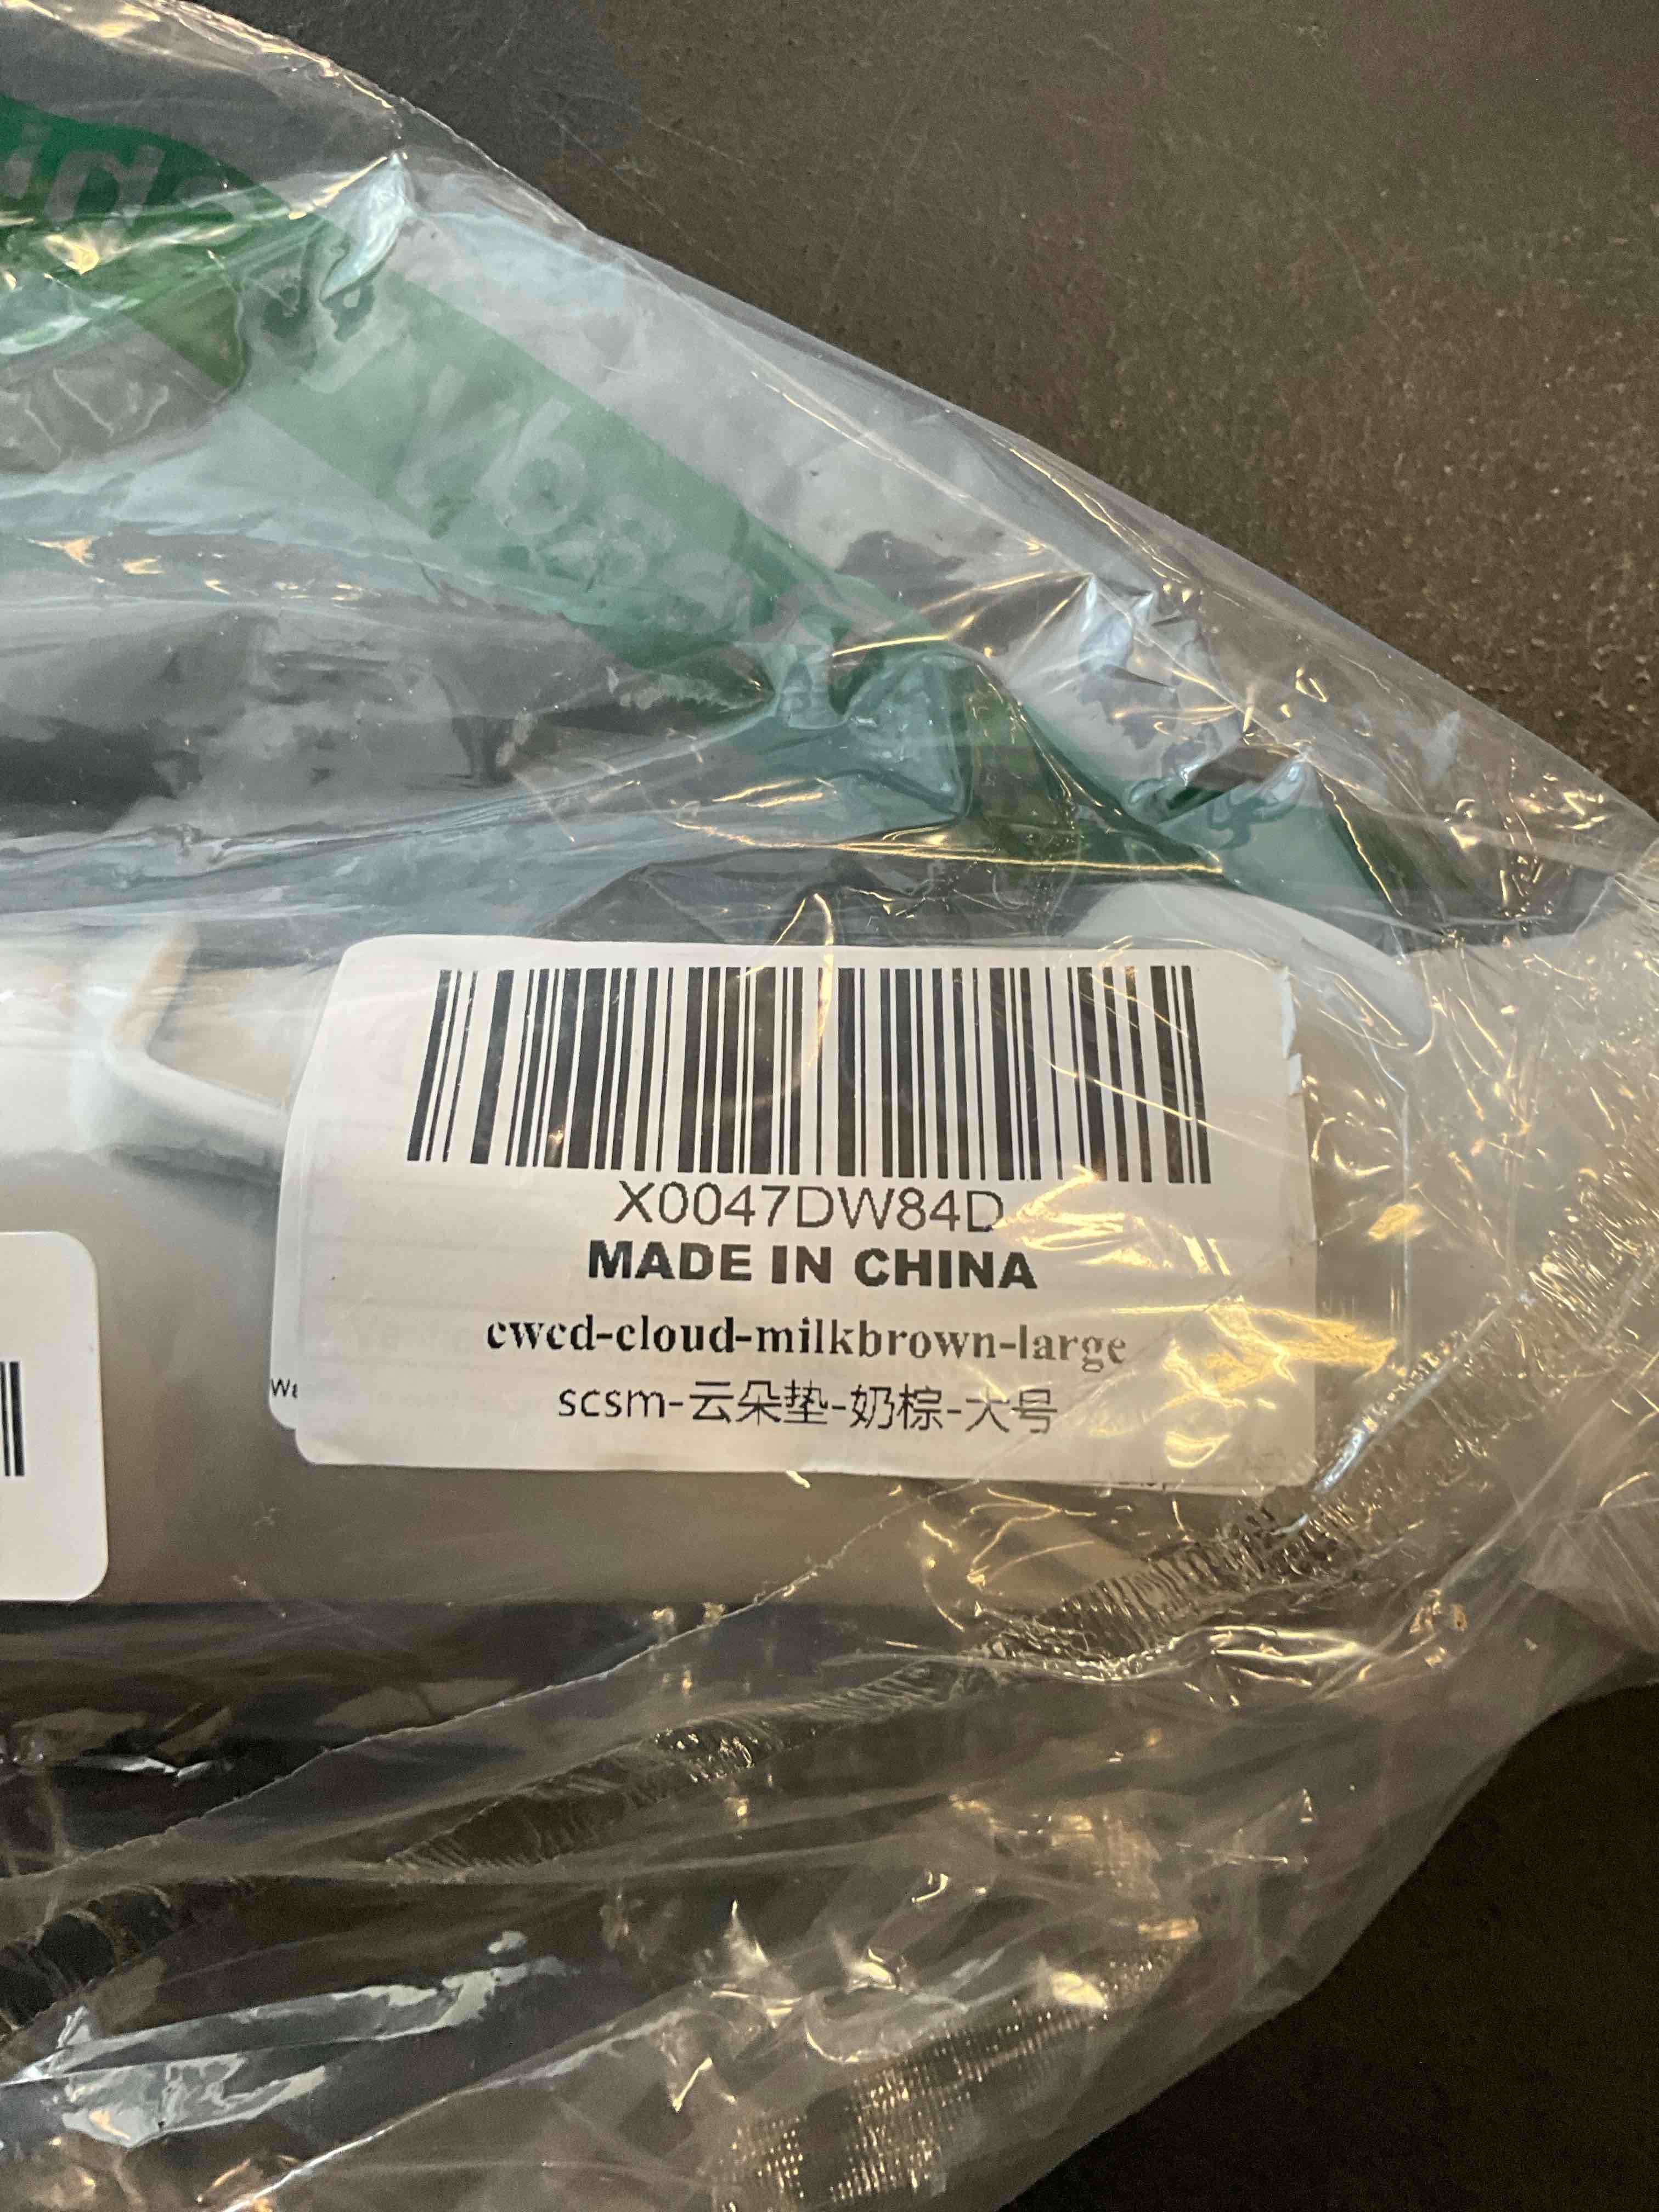 X0047DW84D
MADE IN CHINA
cwcd-cloud-milkbrown-large
scsm-云朵垫-奶棕-大号